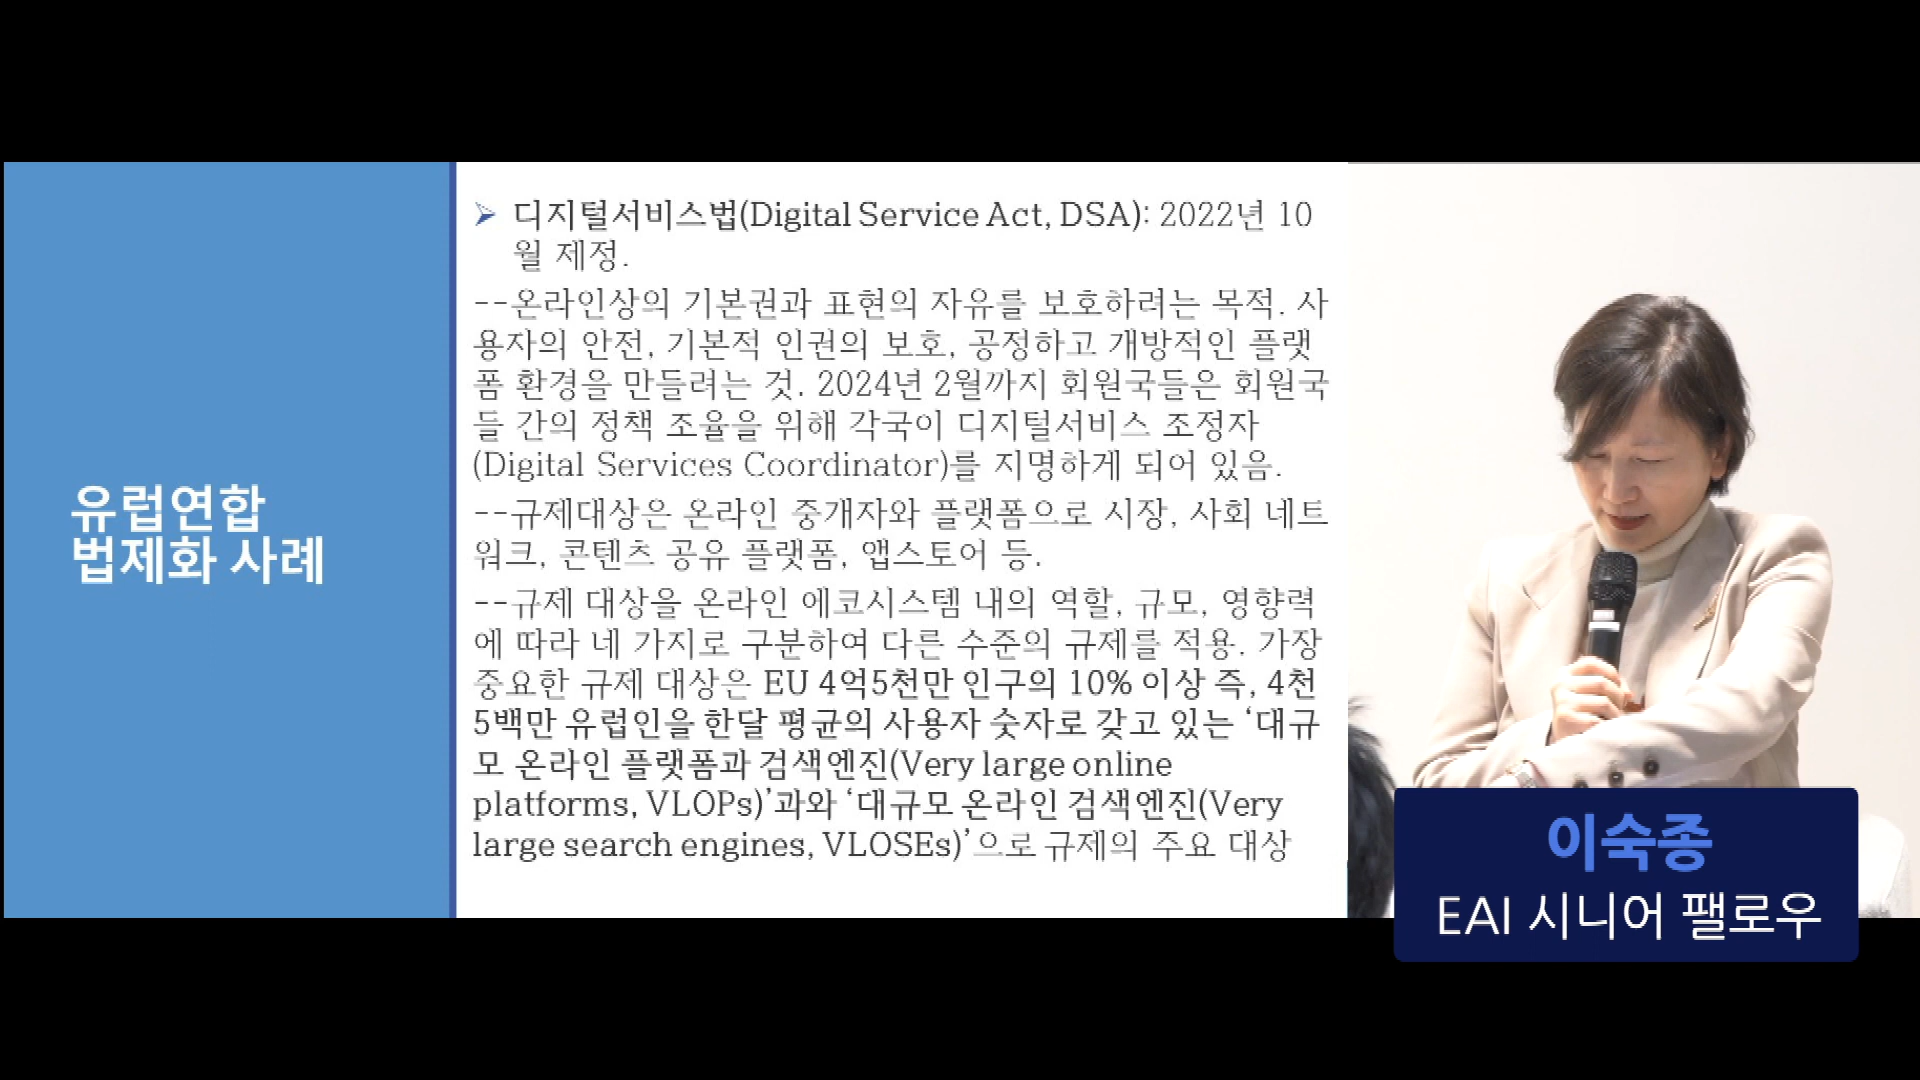 유럽연합
법제화 사례
➢ 디지털서비스법(Digital Service Act, DSA): 2022년 10
월 제정.
--온라인상의 기본권과 표현의 자유를 보호하려는 목적. 사
용자의 안전, 기본적 인권의 보호, 공정하고 개방적인 플랫
폼 환경을 만들려는 것. 2024년 2월까지 회원국들은 회원국
들 간의 정책 조율을 위해 각국이 디지털서비스 조정자
(Digital Services Coordinator)를 지명하게 되어 있음.
--규제대상은 온라인 중개자와 플랫폼으로 시장, 사회 네트
워크, 콘텐츠 공유 플랫폼, 앱스토어 등.
--규제 대상을 온라인 에코시스템 내의 역할, 규모, 영향력
에 따라 네 가지로 구분하여 다른 수준의 규제를 적용. 가장
중요한 규제 대상은 EU 4억5천만 인구의 10% 이상 즉, 4천
5백만 유럽인을 한달 평균의 사용자 숫자로 갖고 있는 ‘대규
모 온라인 플랫폼과 검색엔진(Very large online
platforms, VLOPs)’과와 ‘대규모 온라인 검색엔진(Very
large search engines, VLOSEs)’으로 규제의 주요 대상
이숙종
EAI 시니어 팰로우